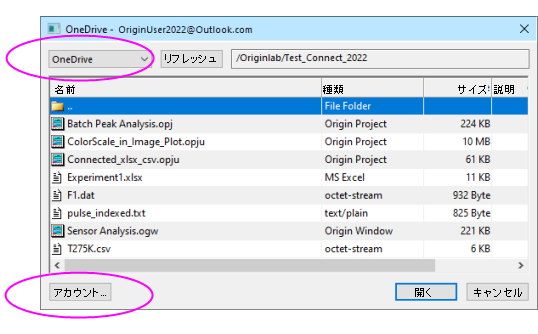 OneDrive - OriginUser2022@Outlook.com
OneDrive リフレッシュ /Originlab/Test_Connect_2022
名前 種類 サイズ 説明
.. File Folder
Batch Peak Analysis.opj Origin Project 224 KB
ColorScale_in_Image_Plot.opju Origin Project 10 MB
Connected_xlsx_csv.opju Origin Project 61 KB
Experiment1.xlsx MS Excel 11 KB
F1.dat octet-stream 932 Byte
pulse_indexed.txt text/plain 825 Byte
Sensor Analysis.ogw Origin Window 221 KB
T275K.csv octet-stream 6 KB
アカウント... 開く キャンセル